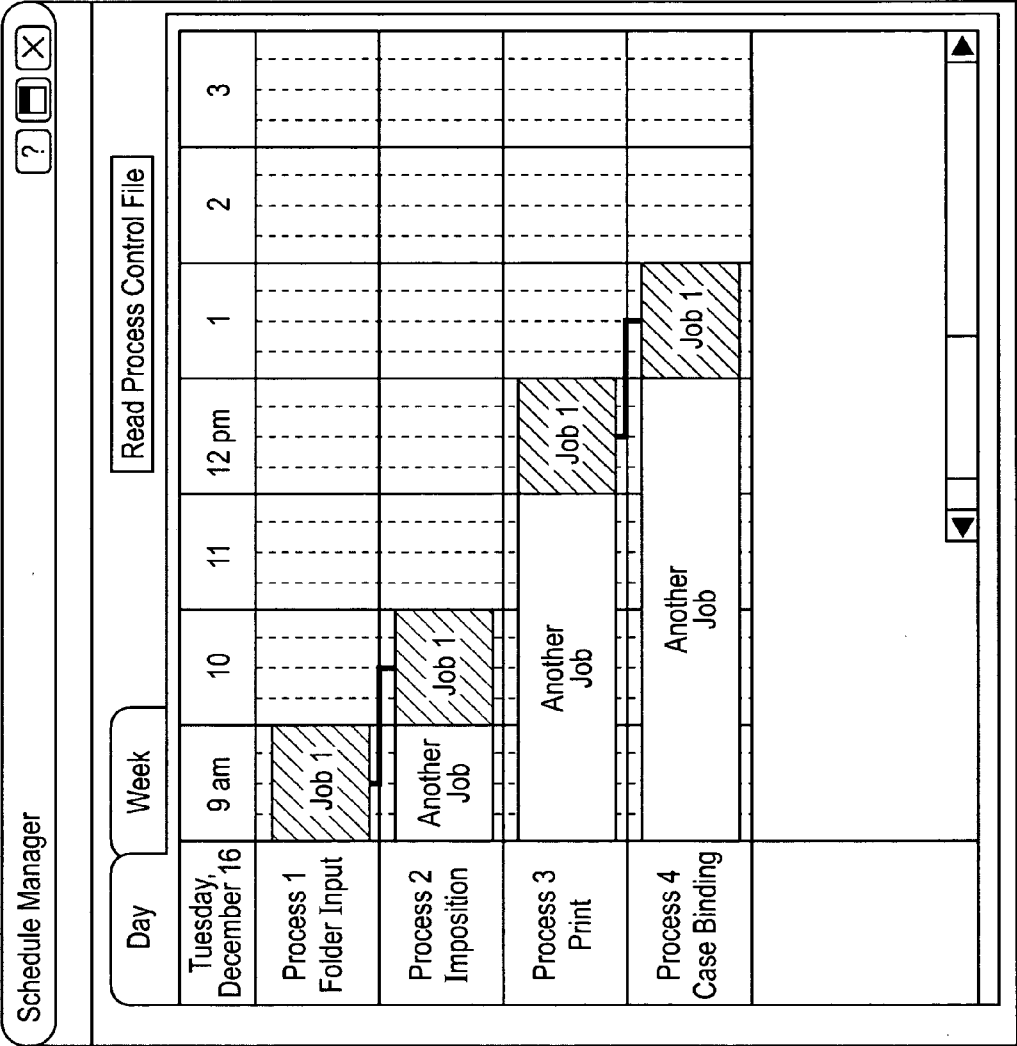 Schedule Manager
?
Read Process Control File
Day
Week
Tuesday,
December 16
9 am
10
11
12 pm
1
2
3
Process 1
Folder Input
Job 1
Process 2
Imposition
Another
Job
Job 1
Process 3
Print
Another
Job
Job 1
Process 4
Case Binding
Another
Job
Job 1